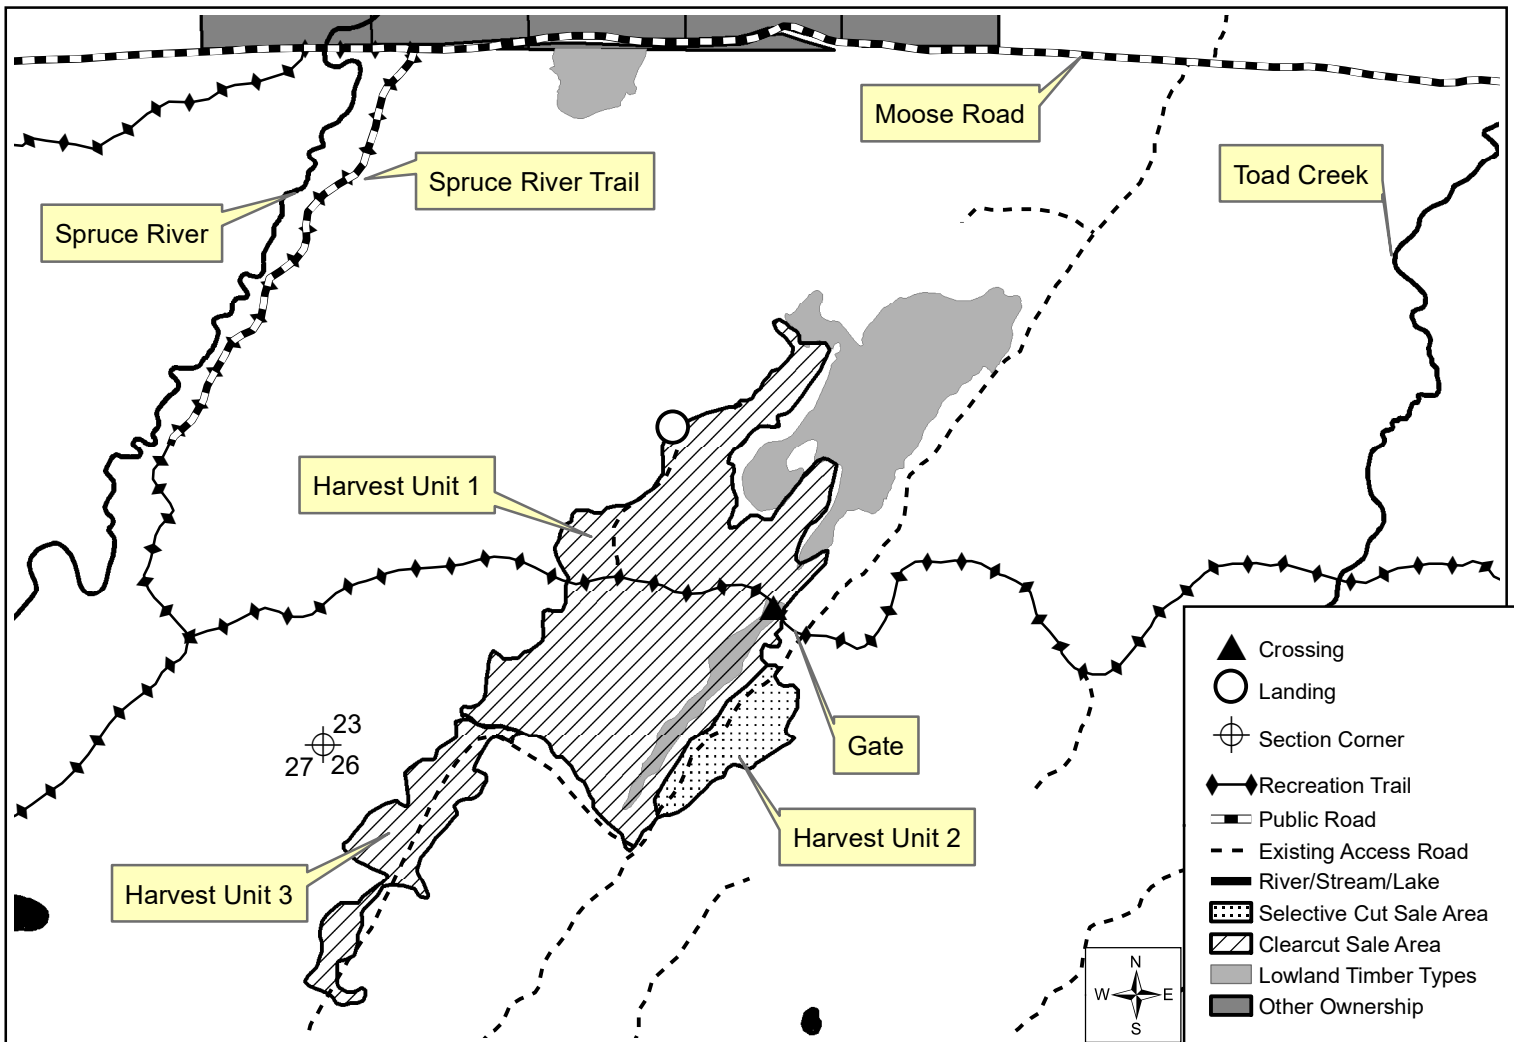 Moose Road
Spruce River Trail
Toad Creek
Spruce River
Harvest Unit 1
23
27 26
Gate
Harvest Unit 2
Harvest Unit 3
Crossing
Landing
Section Corner
Recreation Trail
Public Road
Existing Access Road
River/Stream/Lake
Selective Cut Sale Area
Clearcut Sale Area
Lowland Timber Types
Other Ownership
N
W E
S